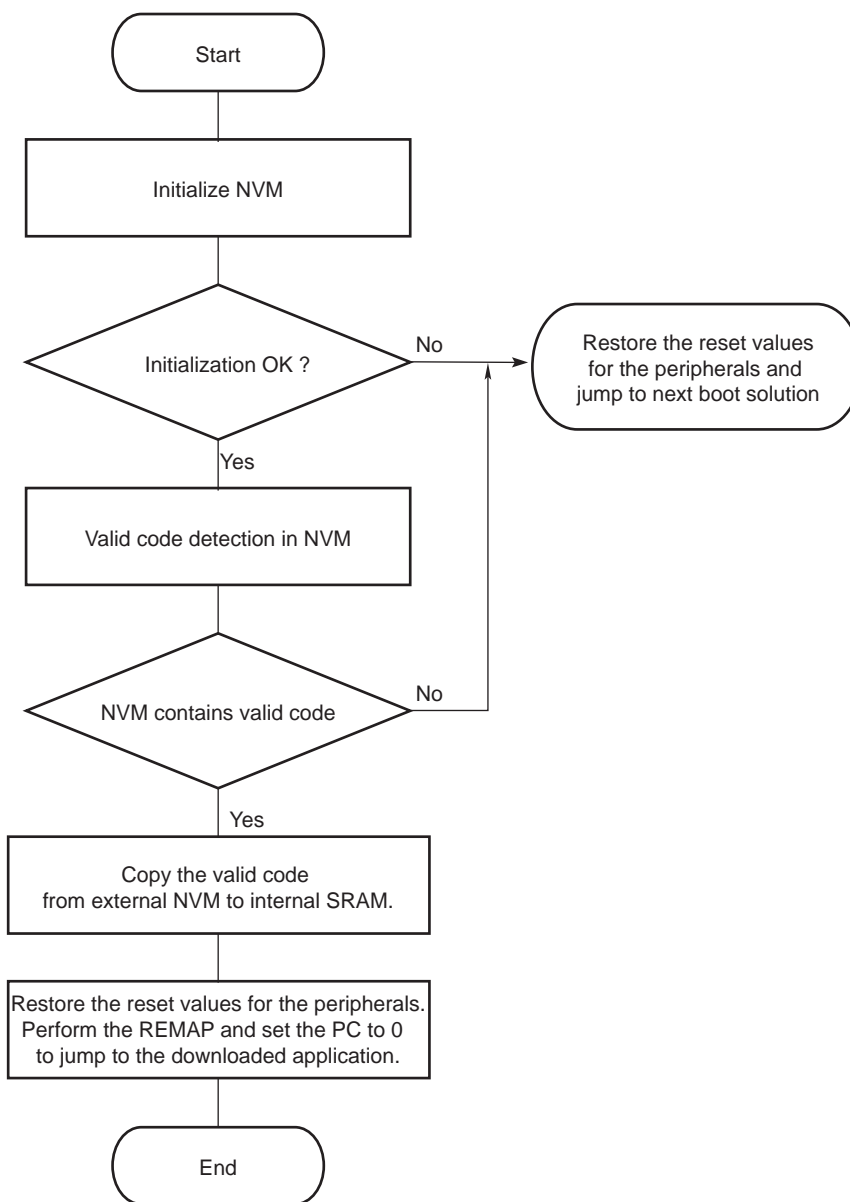 Start
Initialize NVM
Initialization OK ?
No
Restore the reset values
for the peripherals and
jump to next boot solution
Yes
Valid code detection in NVM
NVM contains valid code
No
Yes
Copy the valid code
from external NVM to internal SRAM.
Restore the reset values for the peripherals.
Perform the REMAP and set the PC to 0
to jump to the downloaded application.
End